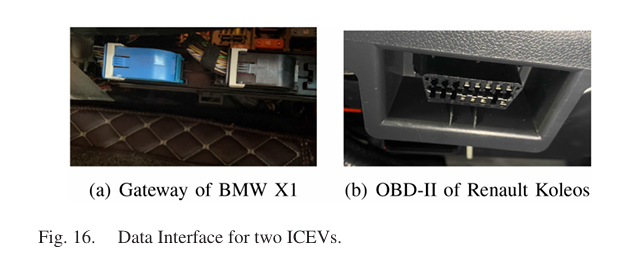 (a) Gateway of BMW X1
(b) OBD-II of Renault Koleos
Fig. 16. Data Interface for two ICEVs.